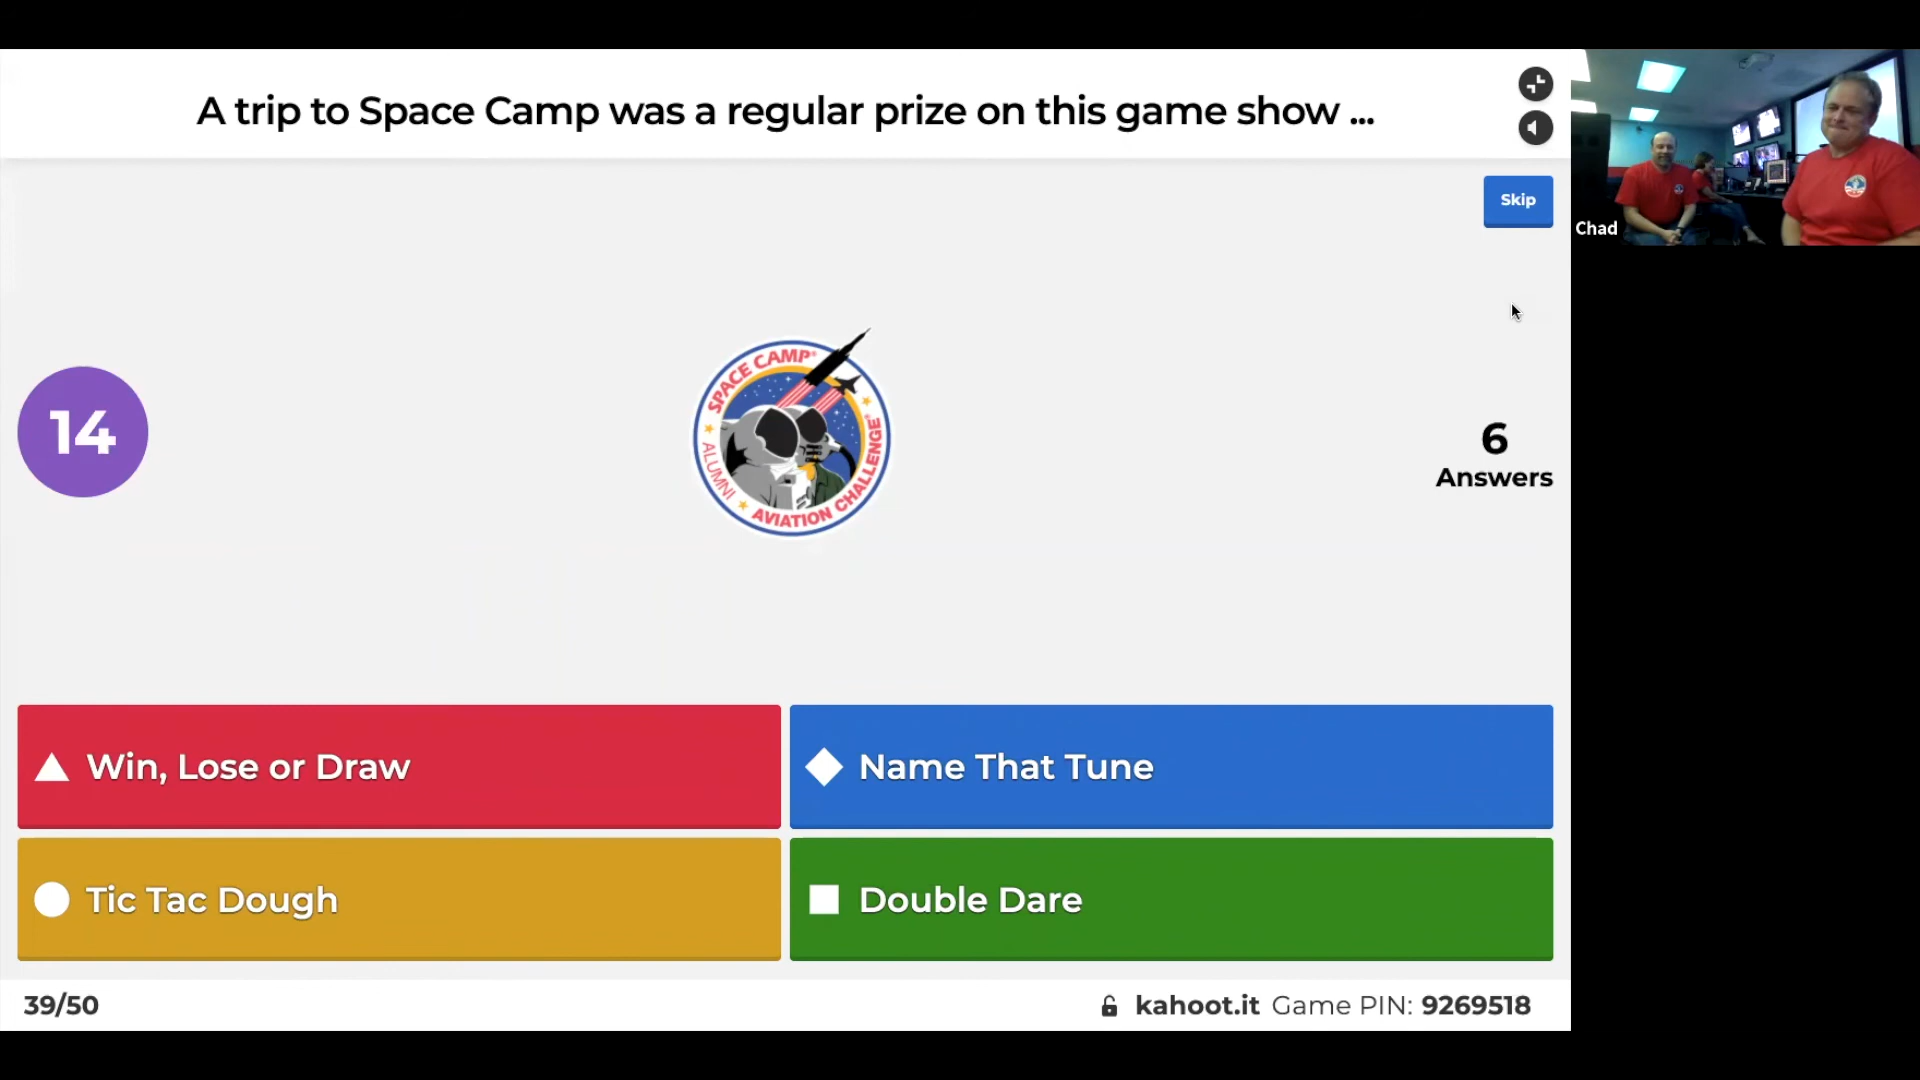 A trip to Space Camp was a regular prize on this game show ...
Skip
Chad
14
SPACE CAMP®
ALUMNI
AVIATION CHALLENGE®
6
Answers
Win, Lose or Draw
Name That Tune
Tic Tac Dough
Double Dare
39/50
kahoot.it Game PIN: 9269518